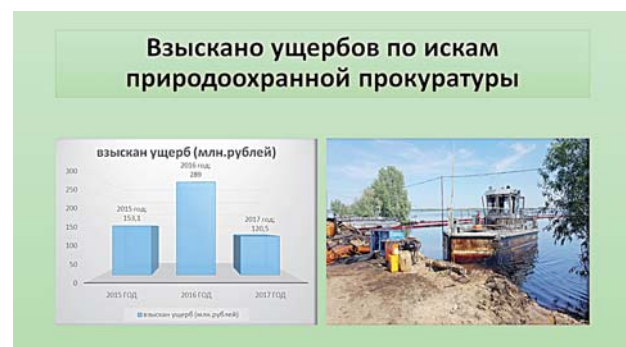 Взыскано ущербов по искам
природоохранной прокуратуры
взыскан ущерб (млн.рублей)
300
250
200
150
100
50
0
2015 год;
153,1
2016 год;
289
2017 год;
120,5
2015 ГОД
2016 ГОД
2017 ГОД
взыскан ущерб (млн.рублей)